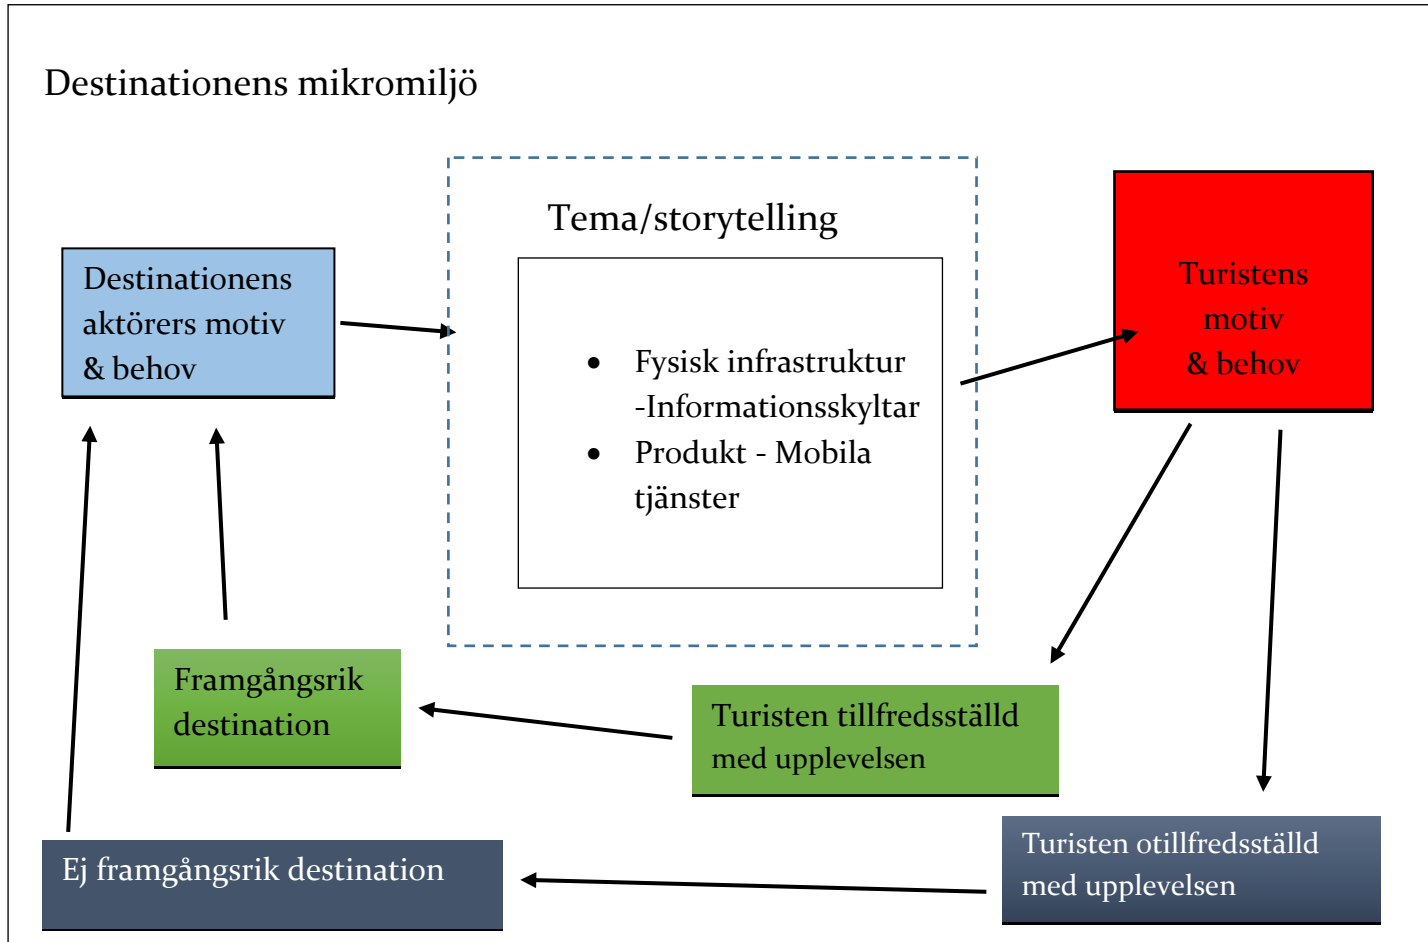 Destinationens mikromiljö
Tema/storytelling
Destinationens
aktörers motiv
& behov
• Fysisk infrastruktur
-Informationsskyltar
• Produkt - Mobila
tjänster
Turistens
motiv
& behov
Framgångsrik
destination
Turisten tillfredsställd
med upplevelsen
Ej framgångsrik destination
Turisten otillfredsställd
med upplevelsen